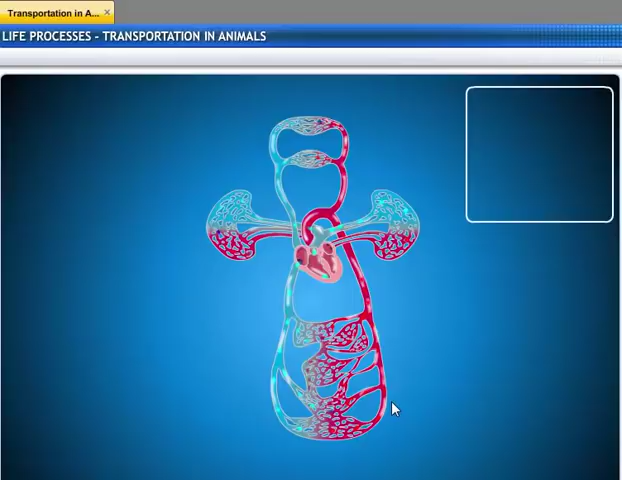 Transportation in A...
LIFE PROCESSES - TRANSPORTATION IN ANIMALS